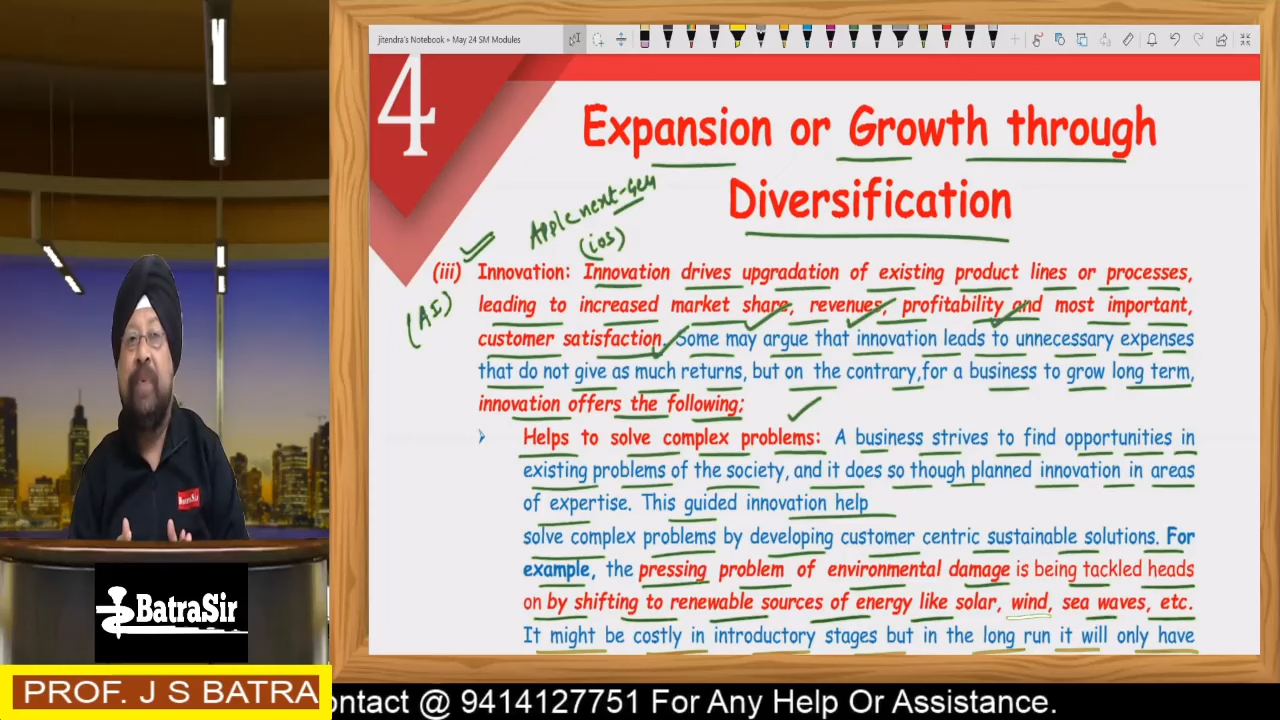 jitendra's Notebook » May 24 SM Modules
4
Expansion or Growth through
Diversification
Apple next-Gen
(ios)
(iii) Innovation: Innovation drives upgradation of existing product lines or processes,
(AI)
leading to increased market share, revenues, profitability and most important,
customer satisfaction. Some may argue that innovation leads to unnecessary expenses
that do not give as much returns, but on the contrary, for a business to grow long term,
innovation offers the following;
Helps to solve complex problems: A business strives to find opportunities in
existing problems of the society, and it does so though planned innovation in areas
of expertise. This guided innovation help
solve complex problems by developing customer centric sustainable solutions. For
example, the pressing problem of environmental damage is being tackled heads
on by shifting to renewable sources of energy like solar, wind, sea waves, etc.
It might be costly in introductory stages but in the long run it will only have
BatraSir
BatraSir
PROF. J S BATRA
ontact @ 9414127751 For Any Help Or Assistance.